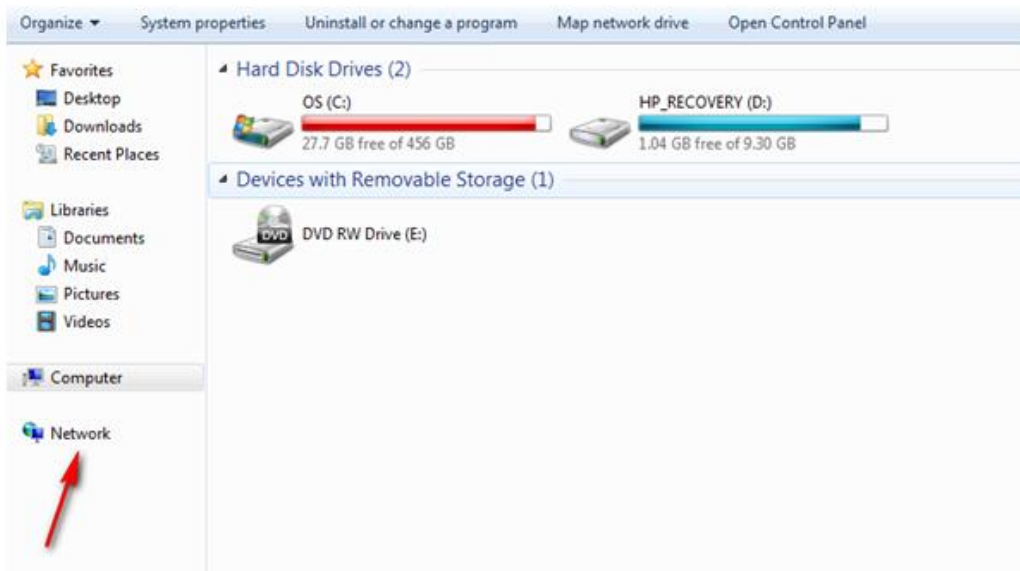 Organize System properties Uninstall or change a program Map network drive Open Control Panel
Favorites
Desktop
Downloads
Recent Places
Libraries
Documents
Music
Pictures
Videos
Computer
Network
Hard Disk Drives (2)
OS (C:)
27.7 GB free of 456 GB
HP_RECOVERY (D:)
1.04 GB free of 9.30 GB
Devices with Removable Storage (1)
DVD
DVD RW Drive (E:)